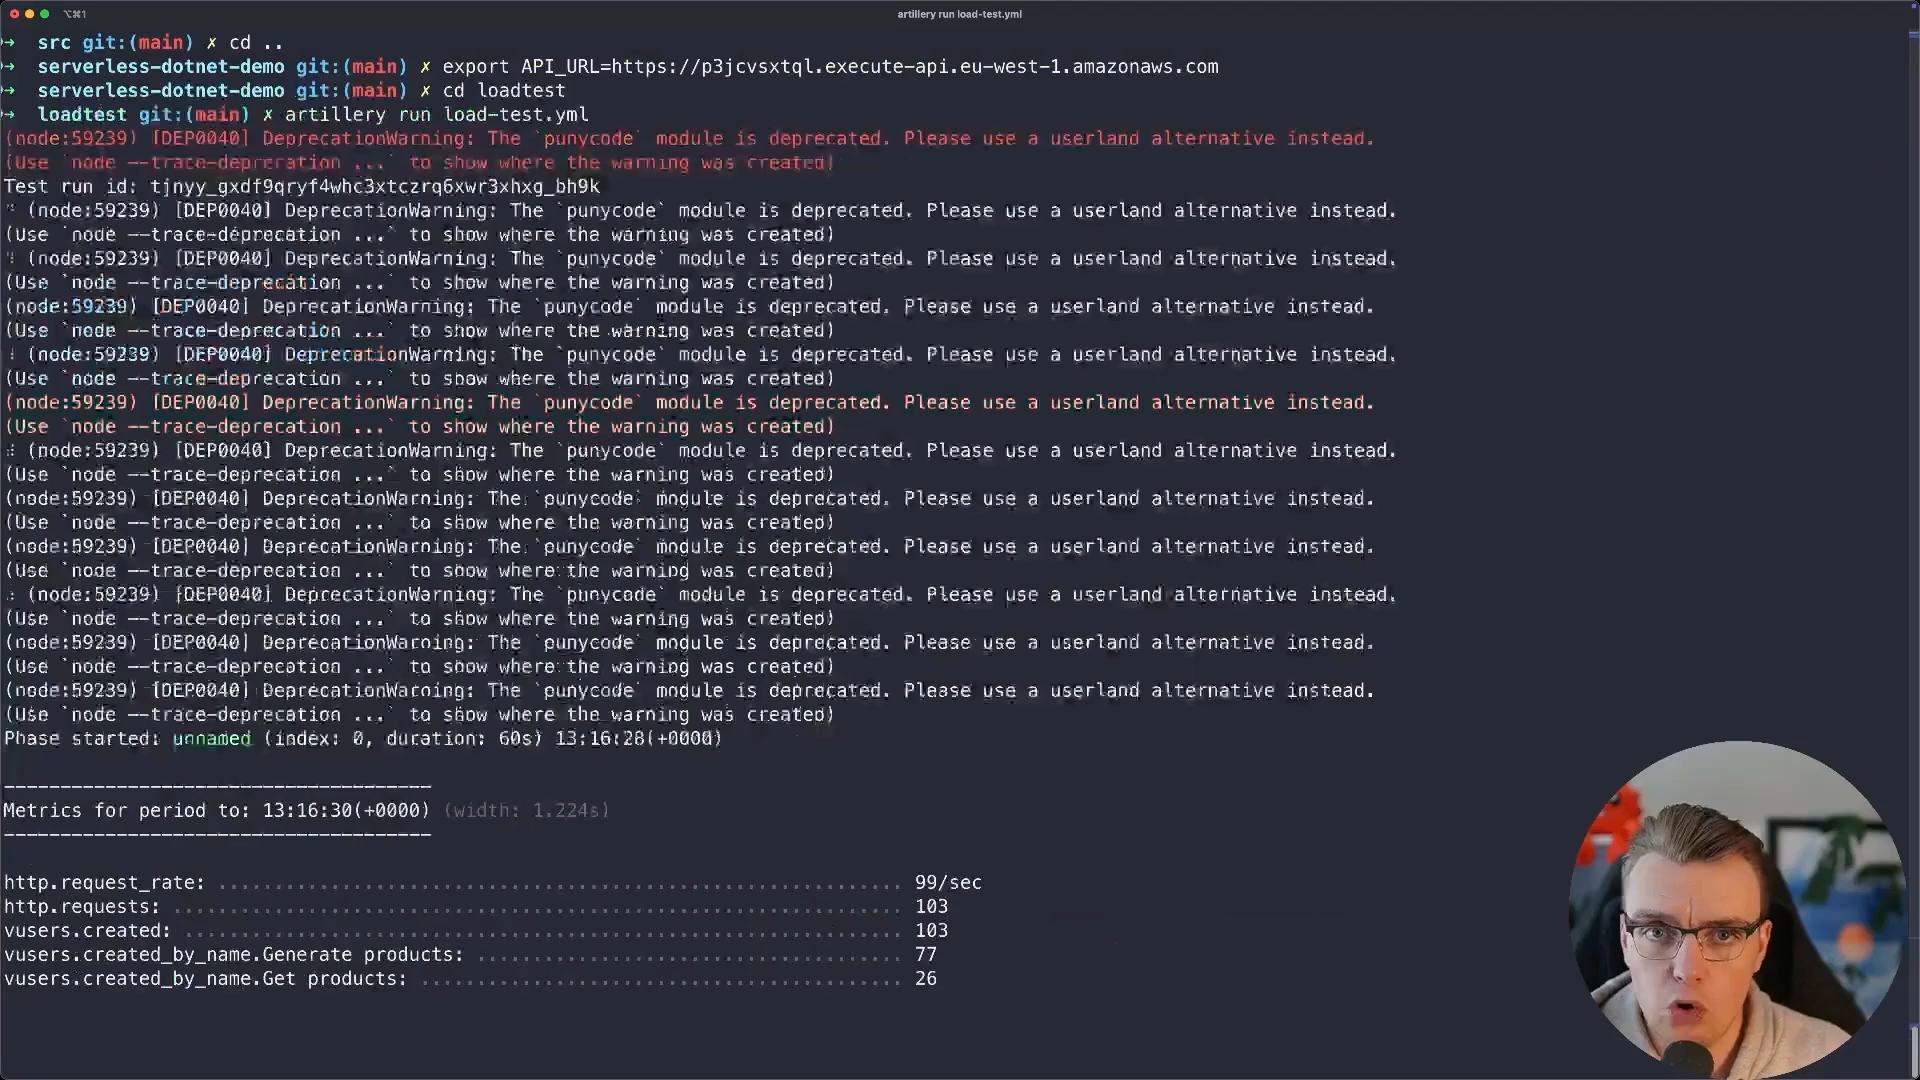 ⌥⌘1
artillery run load-test.yml
→ src git:(main) ✗ cd ..
→ serverless-dotnet-demo git:(main) ✗ export API_URL=https://p3jcvsxtql.execute-api.eu-west-1.amazonaws.com
→ serverless-dotnet-demo git:(main) ✗ cd loadtest
→ loadtest git:(main) ✗ artillery run load-test.yml
(node:59239) [DEP0040] DeprecationWarning: The `punycode` module is deprecated. Please use a userland alternative instead.
(Use `node --trace-deprecation ...` to show where the warning was created)
Test run id: tjnyy_gxdf9qryf4whc3xtczrq6xwr3xhxg_bh9k
(node:59239) [DEP0040] DeprecationWarning: The `punycode` module is deprecated. Please use a userland alternative instead.
(Use `node --trace-deprecation ...` to show where the warning was created)
(node:59239) [DEP0040] DeprecationWarning: The `punycode` module is deprecated. Please use a userland alternative instead.
(Use `node --trace-deprecation ...` to show where the warning was created)
(node:59239) [DEP0040] DeprecationWarning: The `punycode` module is deprecated. Please use a userland alternative instead.
(Use `node --trace-deprecation ...` to show where the warning was created)
(node:59239) [DEP0040] DeprecationWarning: The `punycode` module is deprecated. Please use a userland alternative instead.
(Use `node --trace-deprecation ...` to show where the warning was created)
(node:59239) [DEP0040] DeprecationWarning: The `punycode` module is deprecated. Please use a userland alternative instead.
(Use `node --trace-deprecation ...` to show where the warning was created)
(node:59239) [DEP0040] DeprecationWarning: The `punycode` module is deprecated. Please use a userland alternative instead.
(Use `node --trace-deprecation ...` to show where the warning was created)
(node:59239) [DEP0040] DeprecationWarning: The `punycode` module is deprecated. Please use a userland alternative instead.
(Use `node --trace-deprecation ...` to show where the warning was created)
(node:59239) [DEP0040] DeprecationWarning: The `punycode` module is deprecated. Please use a userland alternative instead.
(Use `node --trace-deprecation ...` to show where the warning was created)
(node:59239) [DEP0040] DeprecationWarning: The `punycode` module is deprecated. Please use a userland alternative instead.
(Use `node --trace-deprecation ...` to show where the warning was created)
(node:59239) [DEP0040] DeprecationWarning: The `punycode` module is deprecated. Please use a userland alternative instead.
(Use `node --trace-deprecation ...` to show where the warning was created)
(node:59239) [DEP0040] DeprecationWarning: The `punycode` module is deprecated. Please use a userland alternative instead.
(Use `node --trace-deprecation ...` to show where the warning was created)
Phase started: unnamed (index: 0, duration: 60s) 13:16:28(+0000)
--------------------------------------
Metrics for period to: 13:16:30(+0000) (width: 1.224s)
--------------------------------------
http.request_rate: ............................................................. 99/sec
http.requests: ................................................................. 103
vusers.created: ................................................................ 103
vusers.created_by_name.Generate products: ...................................... 77
vusers.created_by_name.Get products: ........................................... 26